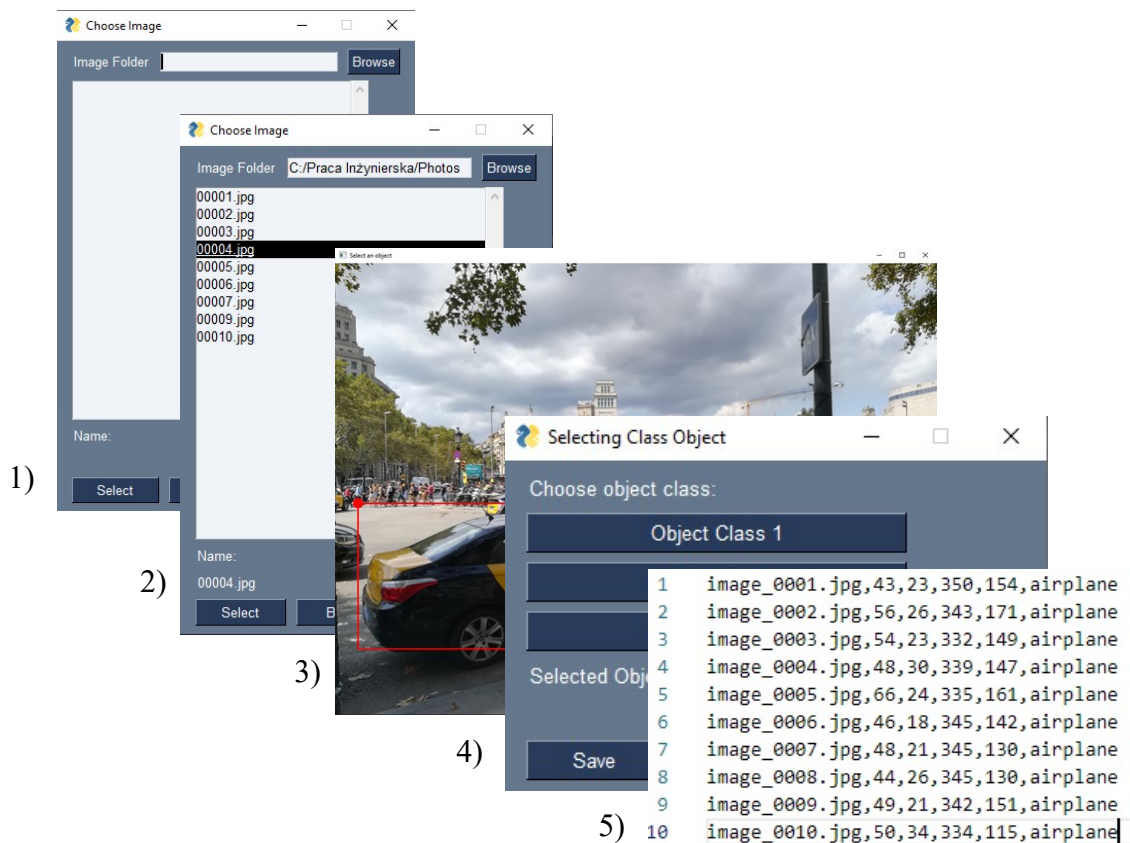 Choose Image
Image Folder
Browse
Name:
Select
1)
Choose Image
Image Folder C:/Praca Inżynierska/Photos Browse
00001.jpg
00002.jpg
00003.jpg
00004.jpg
00005.jpg
00006.jpg
00007.jpg
00009.jpg
00010.jpg
Name:
00004.jpg
Select B
2)
Select an object
3)
Selecting Class Object
Choose object class:
Object Class 1
Selected Obj
Save
4)
1 image_0001.jpg,43,23,350,154,airplane
2 image_0002.jpg,56,26,343,171,airplane
3 image_0003.jpg,54,23,332,149,airplane
4 image_0004.jpg,48,30,339,147,airplane
5 image_0005.jpg,66,24,335,161,airplane
6 image_0006.jpg,46,18,345,142,airplane
7 image_0007.jpg,48,21,345,130,airplane
8 image_0008.jpg,44,26,345,130,airplane
9 image_0009.jpg,49,21,342,151,airplane
10 image_0010.jpg,50,34,334,115,airplane
5)